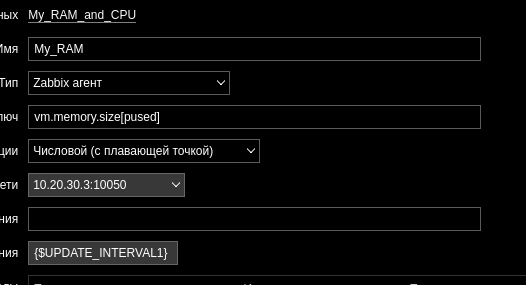 ных My_RAM_and_CPU
Имя My_RAM
Тип Zabbix агент
люч vm.memory.size[pused]
ции Числовой (с плавающей точкой)
ети 10.20.30.3:10050
ния
ния {$UPDATE_INTERVAL1}